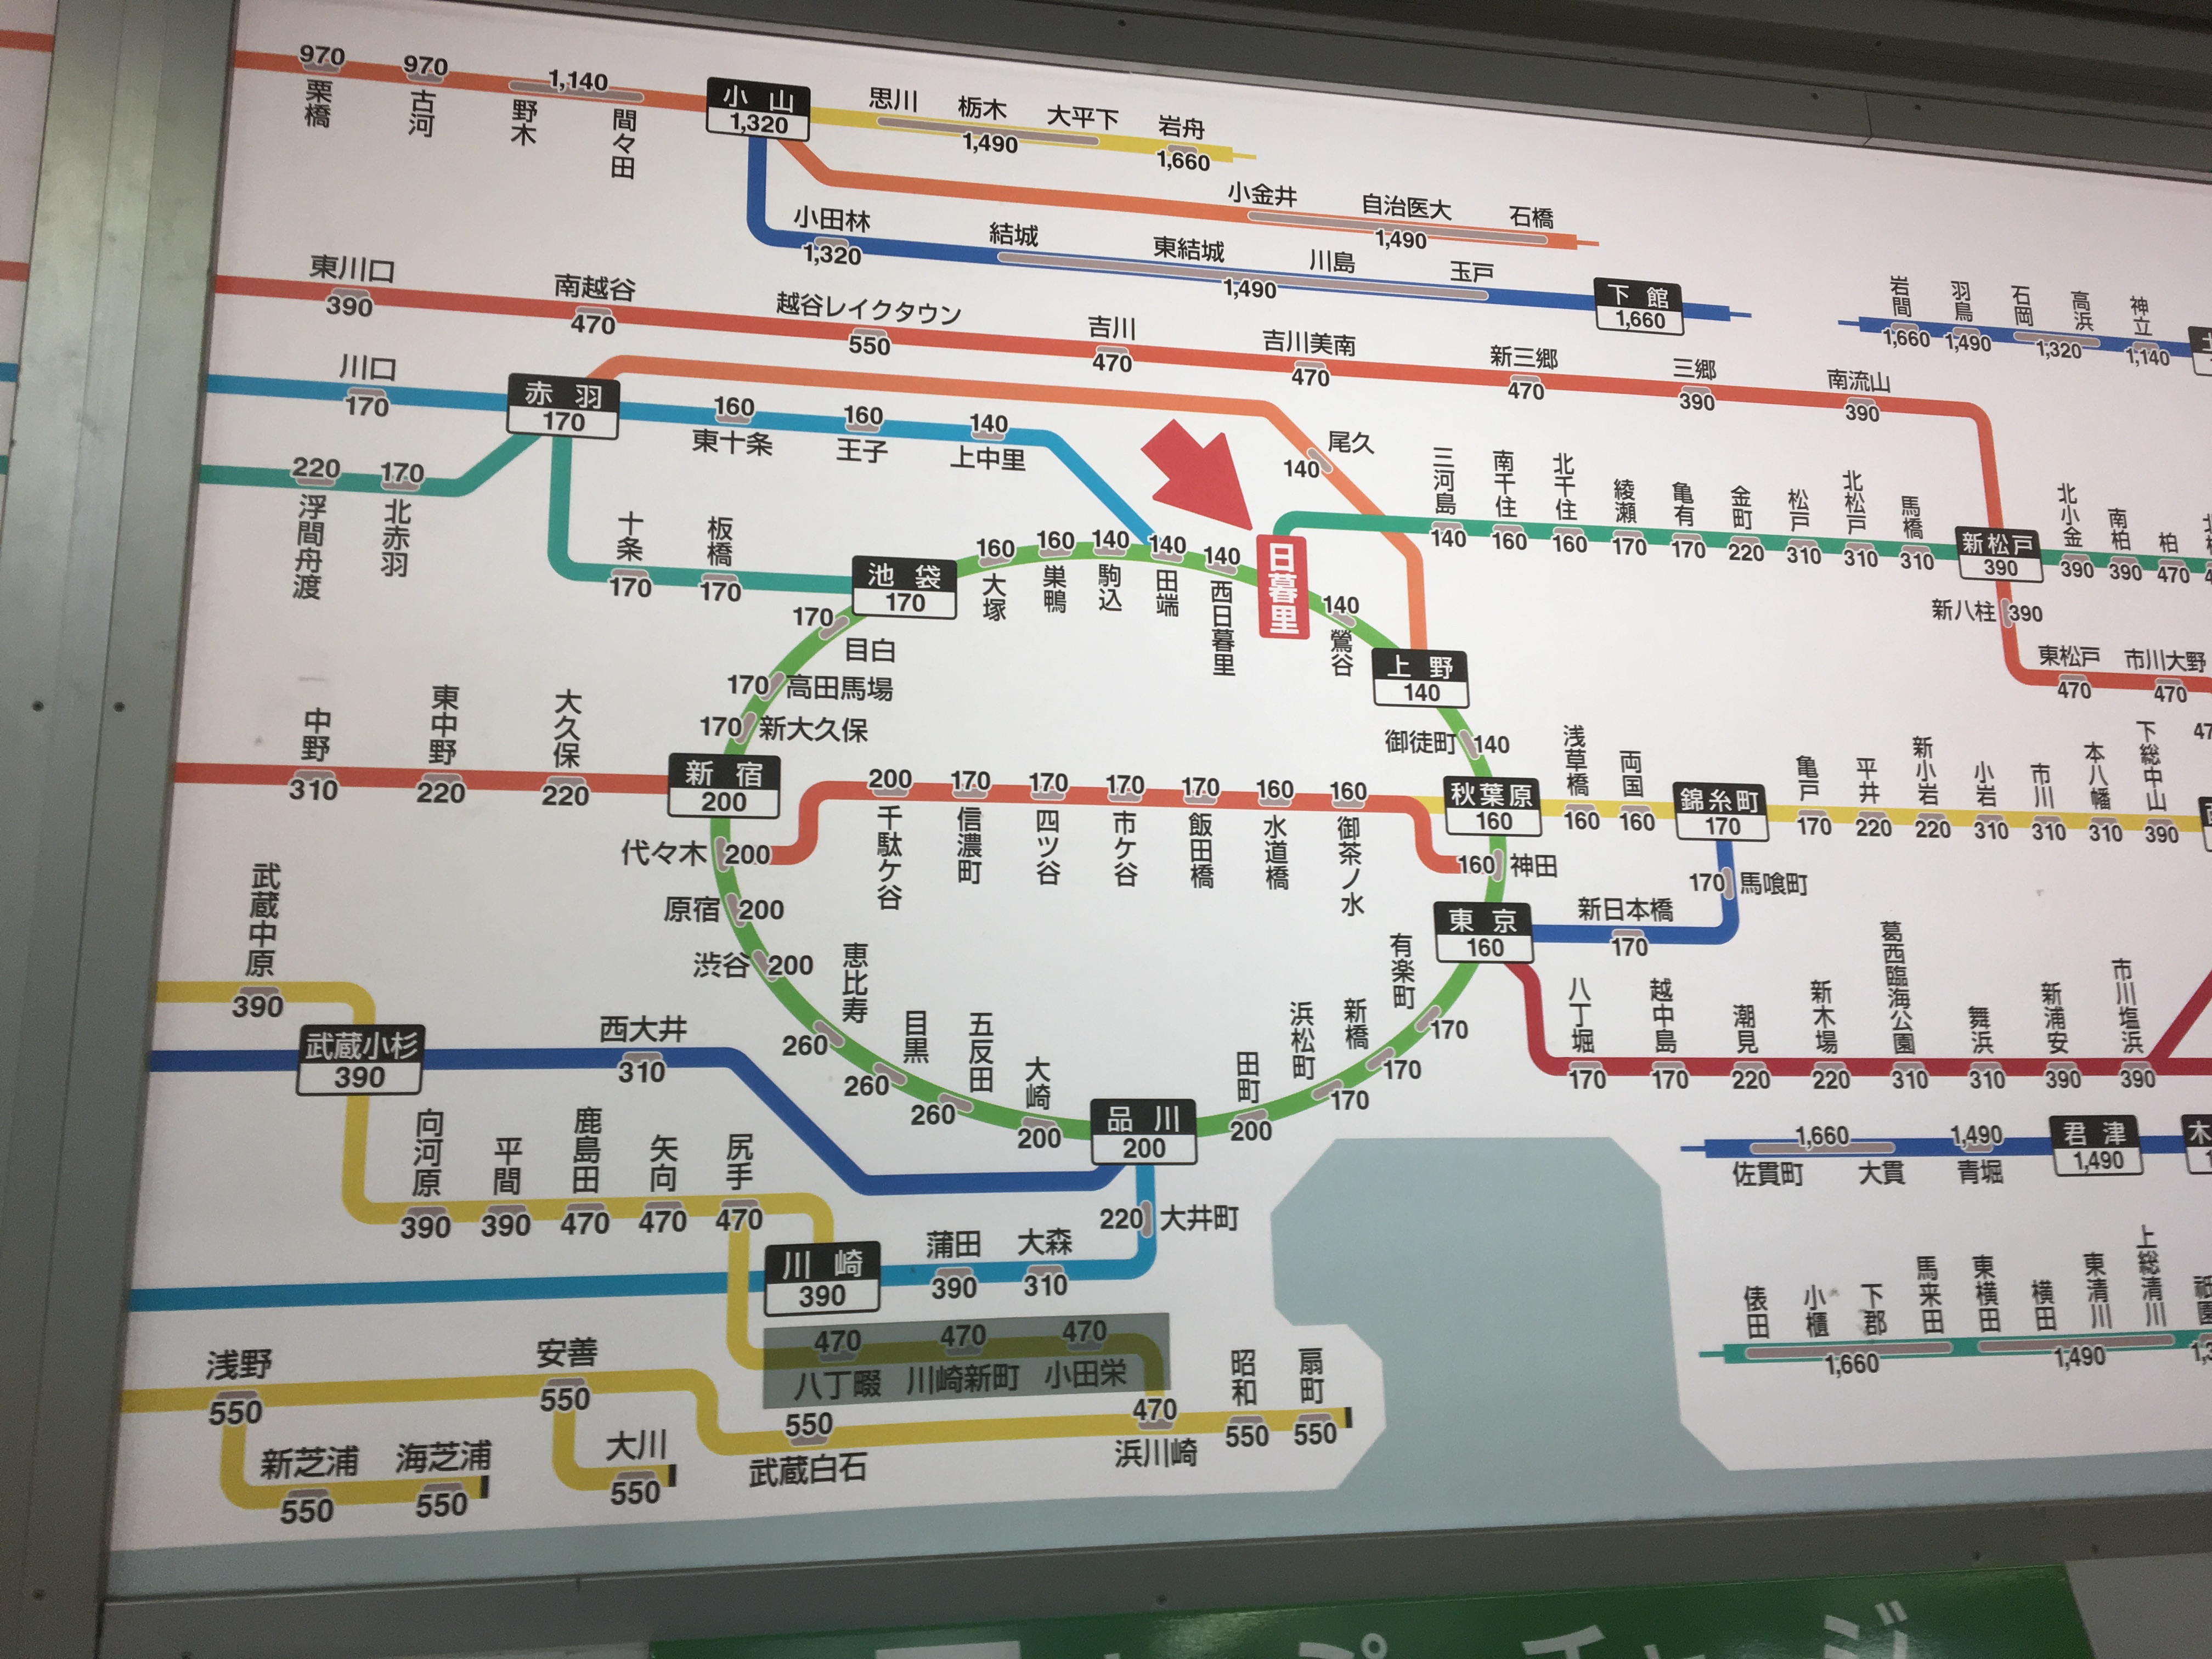 970 970 1,140
栗橋 古河 野木 間々田
小山
1,320
思川 栃木 大平下 岩舟
1,490 1,660
小金井 自治医大 石橋
1,490
小田林 結城 東結城 川島 玉戸 下館
1,320 1,490 1,660
岩間 羽鳥 石岡 高浜 神立
1,660 1,490 1,320 1,140
東川口 南越谷 越谷レイクタウン 吉川 吉川美南 新三郷 三郷 南流山
390 470 550 470 470 470 390 390
川口 赤羽
170 170
160 160 140
東十条 王子 上中里
尾久
140
220 170
浮間舟渡 北赤羽
十条 板橋
170 170
三河島 南千住 北千住 綾瀬 亀有 金町 松戸 北松戸 馬橋 新松戸 北小金 南柏 柏
140 160 160 170 170 220 310 310 310 390 390 390 470
新八柱 390
東松戸 市川大野
470 470
池袋
170
160 160 140 140 140
大塚 巣鴨 駒込 田端 西日暮里
日暮里
140
鶯谷
上野
140
御徒町 140
170 目白
170 高田馬場
170 新大久保
中野 東中野 大久保 新宿
310 220 220 200
200 170 170 170 170 160 160
千駄ケ谷 信濃町 四ツ谷 市ケ谷 飯田橋 水道橋 御茶ノ水
秋葉原
160
浅草橋 両国 錦糸町 亀戸 平井 新小岩 小岩 市川 本八幡 下総中山
160 160 170 170 220 220 310 310 310 390
代々木 200
160 神田
原宿 200
渋谷 200
東京
160
新日本橋
170
170 馬喰町
恵比寿 目黒 五反田 大崎
260 260 260 200
品川
200
田町 浜松町 新橋 有楽町
200 170 170 170
八丁堀 越中島 潮見 新木場 葛西臨海公園 舞浜 新浦安 市川塩浜
170 170 220 220 310 310 390 390
武蔵中原
390
武蔵小杉
390
西大井
310
向河原 平間 鹿島田 矢向 尻手
390 390 470 470 470
220 大井町
川崎 蒲田 大森
390 390 310
470 470 470
八丁畷 川崎新町 小田栄
浅野 安善
550 550
新芝浦 海芝浦
550 550
大川
550
550
武蔵白石
470
浜川崎
昭和 扇町
550 550
1,660 1,490 君津
佐貫町 大貫 青堀 1,490
俵田 小櫃 下郡 馬来田 東横田 横田 東清川 上総清川
1,660 1,490
チャージ